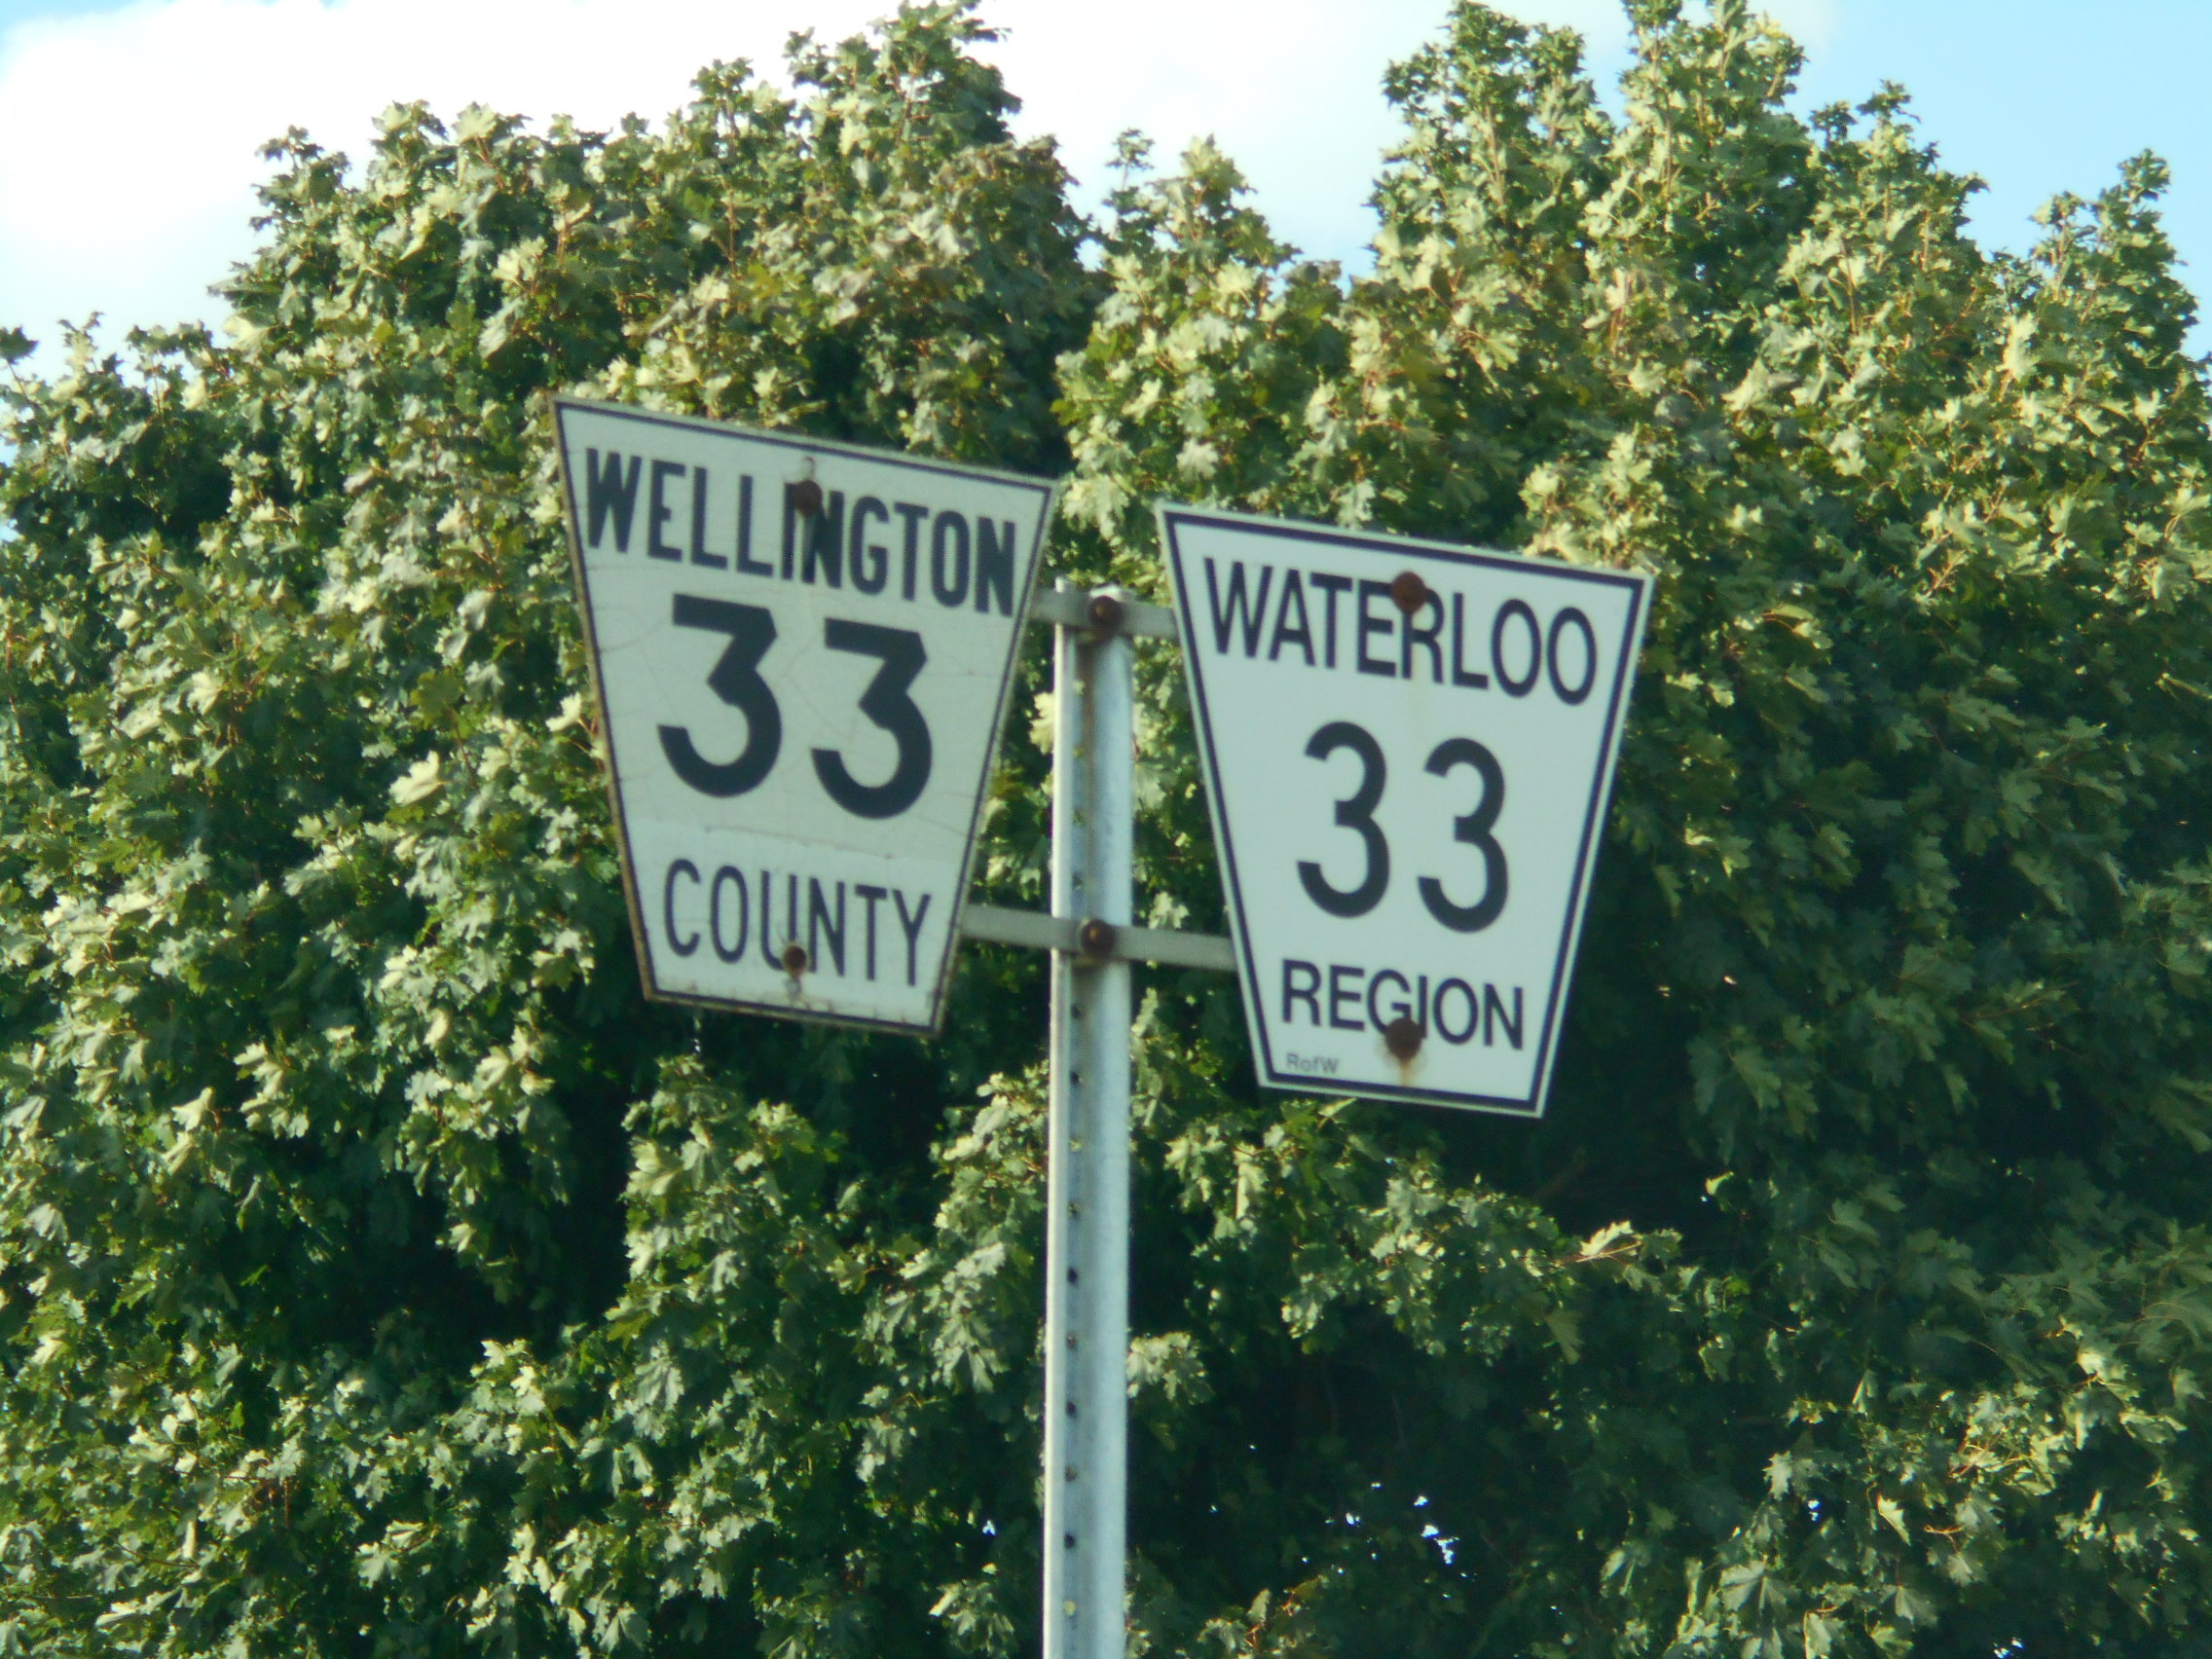 WELLINGTON
33
COUNTY
WATERLOO
33
REGION
RofW